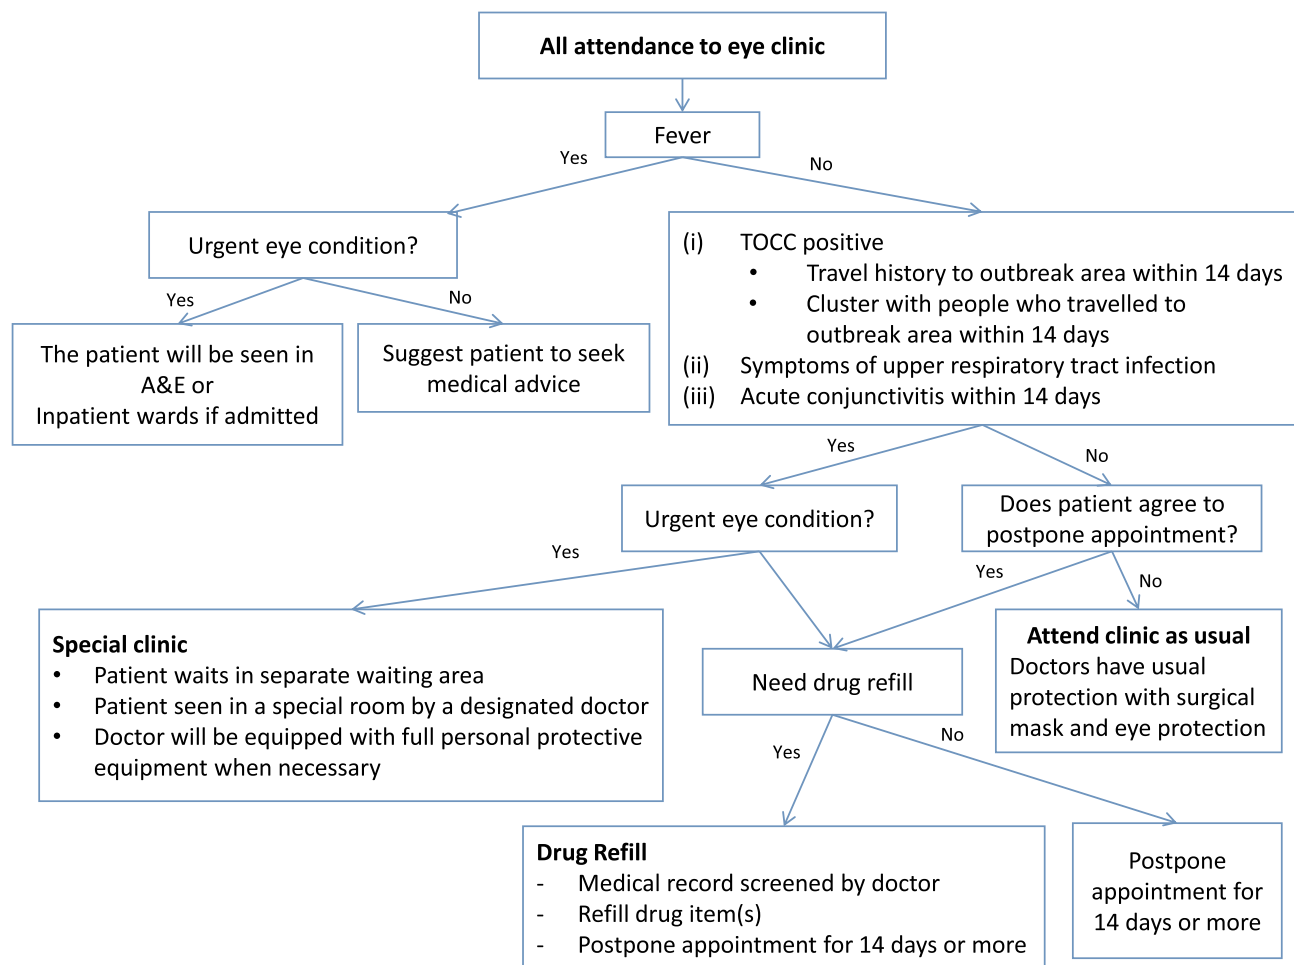 All attendance to eye clinic
Fever
Yes
No
Urgent eye condition?
(i) TOCC positive
• Travel history to outbreak area within 14 days
• Cluster with people who travelled to
outbreak area within 14 days
(ii) Symptoms of upper respiratory tract infection
(iii) Acute conjunctivitis within 14 days
Yes
No
The patient will be seen in
A&E or
Inpatient wards if admitted
Suggest patient to seek
medical advice
Yes
No
Urgent eye condition?
Does patient agree to
postpone appointment?
Yes
Yes
No
Special clinic
• Patient waits in separate waiting area
• Patient seen in a special room by a designated doctor
• Doctor will be equipped with full personal protective
equipment when necessary
Need drug refill
Attend clinic as usual
Doctors have usual
protection with surgical
mask and eye protection
Yes
No
Drug Refill
- Medical record screened by doctor
- Refill drug item(s)
- Postpone appointment for 14 days or more
Postpone
appointment for
14 days or more